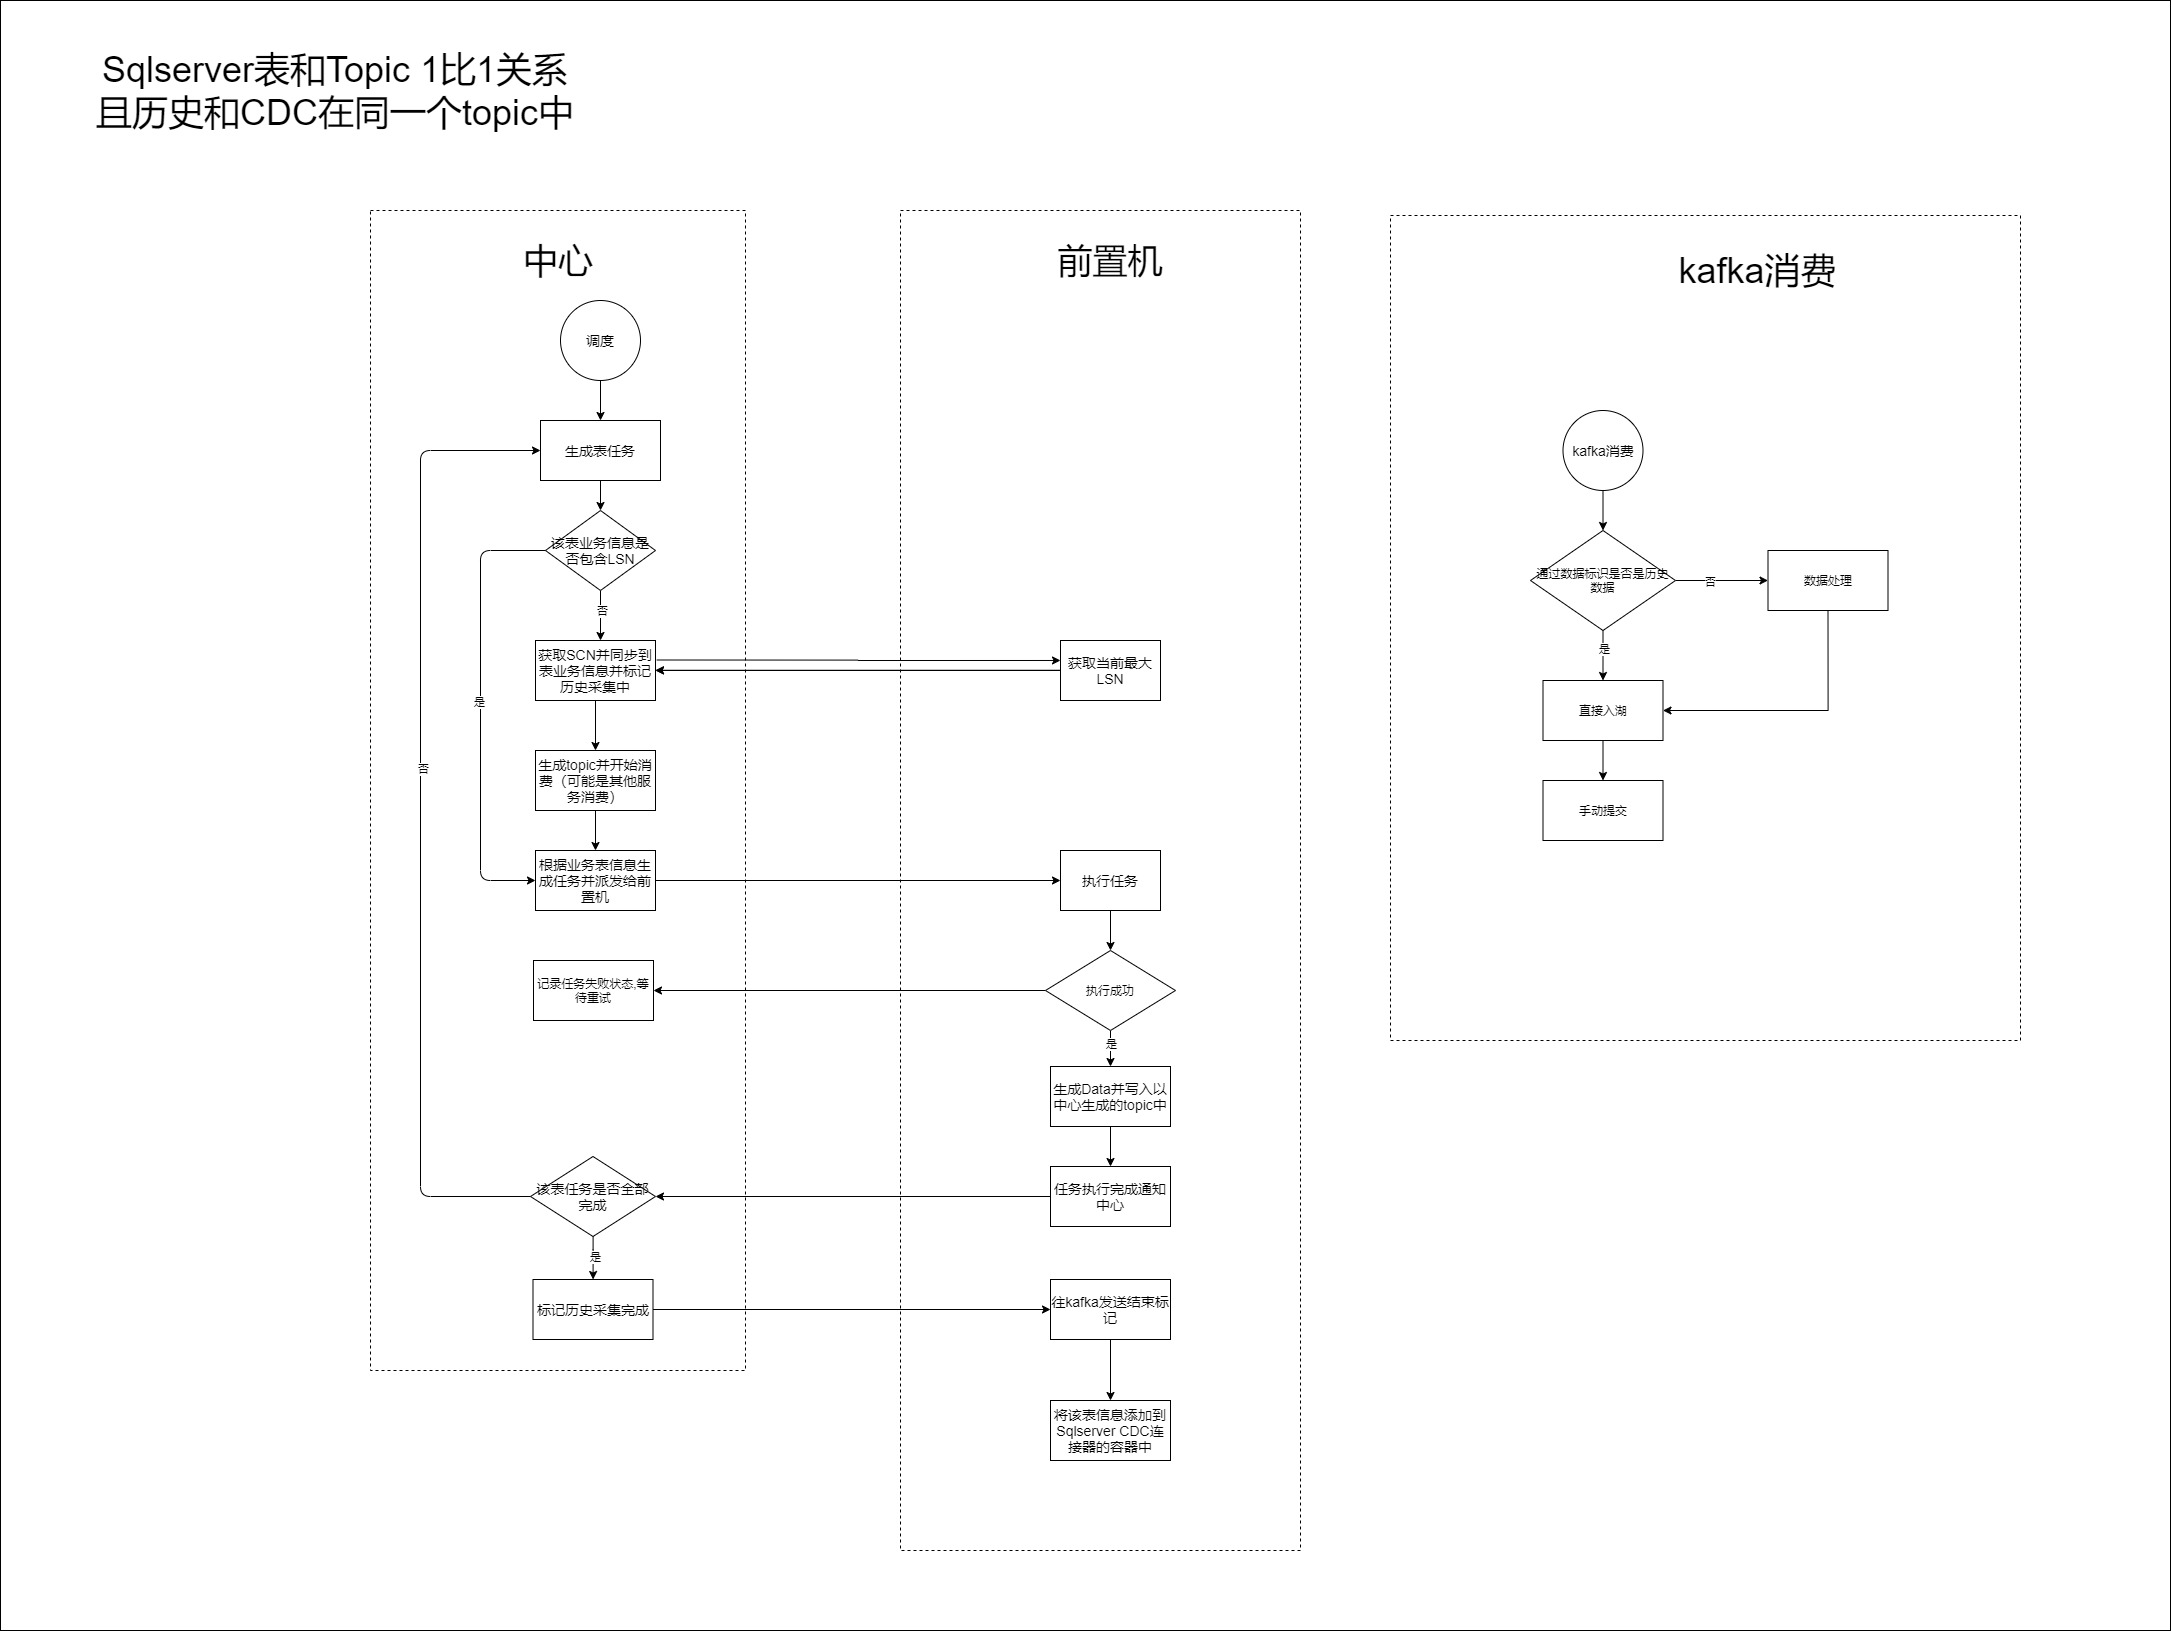 Sqlserver表和Topic 1比1关系
且历史和CDC在同一个topic中
中心
调度
生成表任务
该表业务信息是
否包含LSN
否
是
获取SCN并同步到
表业务信息并标记
历史采集中
生成topic并开始消
费（可能是其他服
务消费）
根据业务表信息生
成任务并派发给前
置机
记录任务失败状态,等
待重试
否
该表任务是否全部
完成
是
标记历史采集完成
前置机
获取当前最大
LSN
执行任务
执行成功
是
生成Data并写入以
中心生成的topic中
任务执行完成通知
中心
往kafka发送结束标
记
将该表信息添加到
Sqlserver CDC连
接器的容器中
kafka消费
kafka消费
通过数据标识是否是历史
数据
否
数据处理
是
直接入湖
手动提交